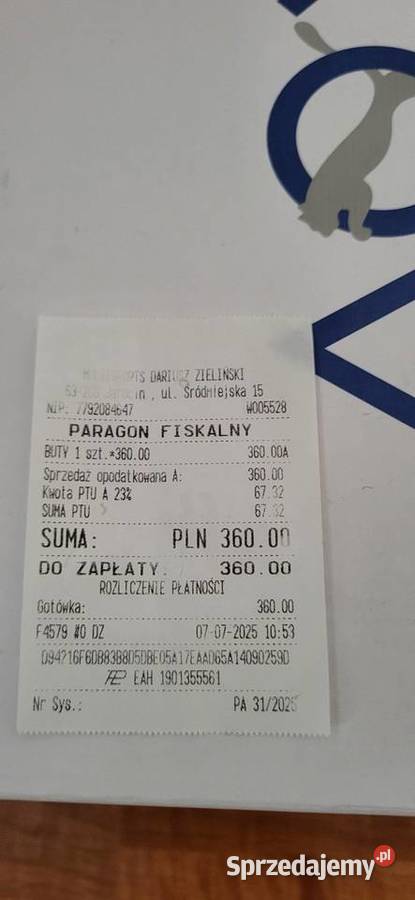 DARIUSZ ZIELIŃSKI
, ul. Śródmiejska 15
NIP: 7792084647 W005528
PARAGON FISKALNY
BUTY 1 szt.*360.00 360.00A
Sprzedaż opodatkowana A: 360.00
Kwota PTU A 23% 67.32
SUMA PTU 67.32
SUMA: PLN 360.00
DO ZAPŁATY: 360.00
ROZLICZENIE PŁATNOŚCI
Gotówka: 360.00
F4579 #0 DZ 07-07-2025 10:53
EAH 1901355561
Nr Sys.: PA 31/2025
Sprzedajemy.pl